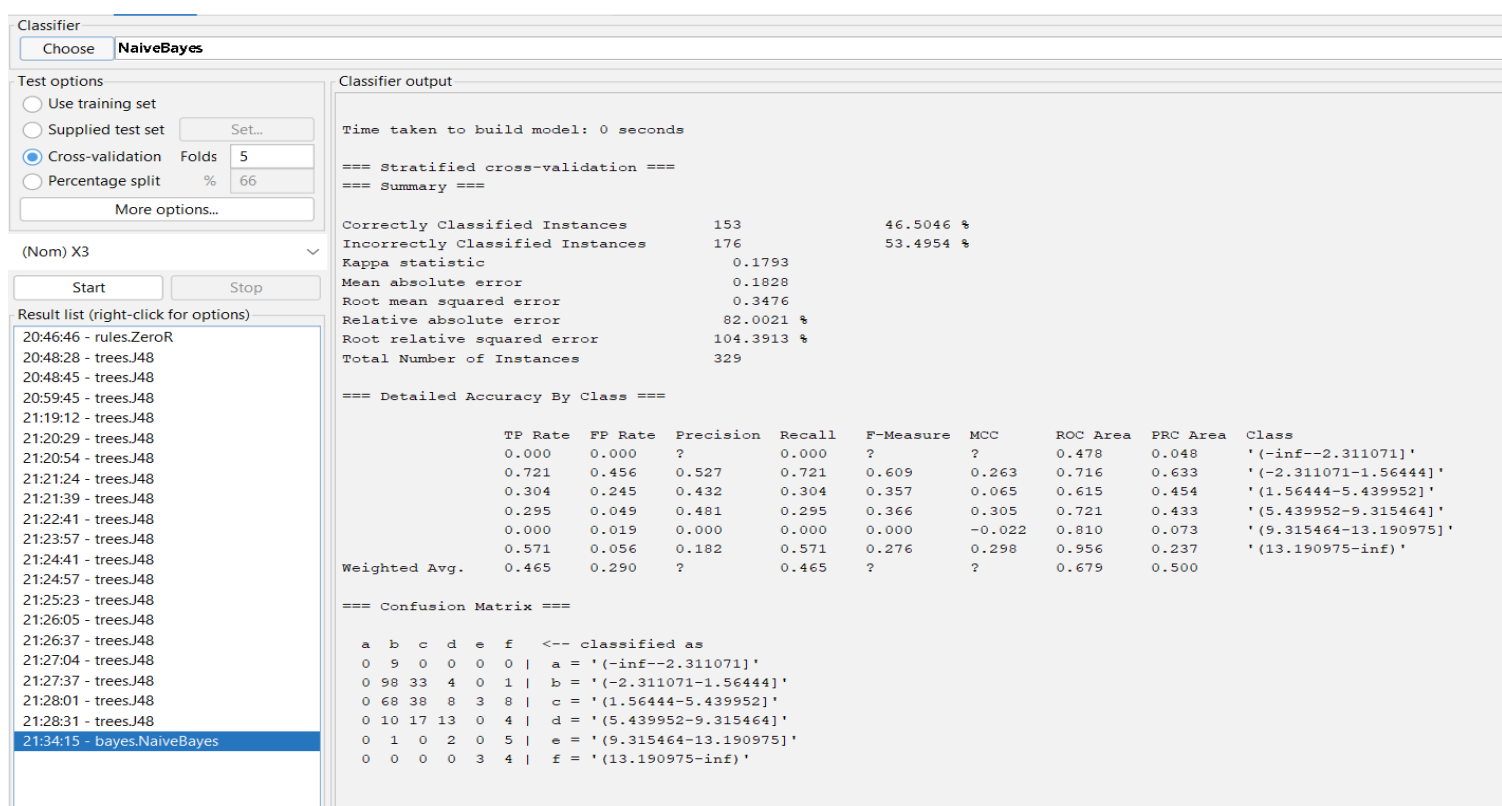 Classifier
Choose NaiveBayes
Test options
Use training set
Supplied test set Set...
Cross-validation Folds 5
Percentage split % 66
More options...
(Nom) X3
Start Stop
Result list (right-click for options)
20:46:46 - rules.ZeroR
20:48:28 - trees.J48
20:48:45 - trees.J48
20:59:45 - trees.J48
21:19:12 - trees.J48
21:20:29 - trees.J48
21:20:54 - trees.J48
21:21:24 - trees.J48
21:21:39 - trees.J48
21:22:41 - trees.J48
21:23:57 - trees.J48
21:24:41 - trees.J48
21:24:57 - trees.J48
21:25:23 - trees.J48
21:26:05 - trees.J48
21:26:37 - trees.J48
21:27:04 - trees.J48
21:27:37 - trees.J48
21:28:01 - trees.J48
21:28:31 - trees.J48
21:34:15 - bayes.NaiveBayes
Classifier output
Time taken to build model: 0 seconds
=== Stratified cross-validation ===
=== Summary ===
Correctly Classified Instances 153 46.5046 %
Incorrectly Classified Instances 176 53.4954 %
Kappa statistic 0.1793
Mean absolute error 0.1828
Root mean squared error 0.3476
Relative absolute error 82.0021 %
Root relative squared error 104.3913 %
Total Number of Instances 329
=== Detailed Accuracy By Class ===
TP Rate FP Rate Precision Recall F-Measure MCC ROC Area PRC Area Class
0.000 0.000 ? 0.000 ? ? 0.478 0.048 '(-inf--2.311071]'
0.721 0.456 0.527 0.721 0.609 0.263 0.716 0.633 '(-2.311071-1.56444]'
0.304 0.245 0.432 0.304 0.357 0.065 0.615 0.454 '(1.56444-5.439952]'
0.295 0.049 0.481 0.295 0.366 0.305 0.721 0.433 '(5.439952-9.315464]'
0.000 0.019 0.000 0.000 0.000 -0.022 0.810 0.073 '(9.315464-13.190975]'
0.571 0.056 0.182 0.571 0.276 0.298 0.956 0.237 '(13.190975-inf)'
Weighted Avg. 0.465 0.290 ? 0.465 ? ? 0.679 0.500
=== Confusion Matrix ===
a b c d e f <-- classified as
0 9 0 0 0 0 | a = '(-inf--2.311071]'
0 98 33 4 0 1 | b = '(-2.311071-1.56444]'
0 68 38 8 3 8 | c = '(1.56444-5.439952]'
0 10 17 13 0 4 | d = '(5.439952-9.315464]'
0 1 0 2 0 5 | e = '(9.315464-13.190975]'
0 0 0 0 3 4 | f = '(13.190975-inf)'